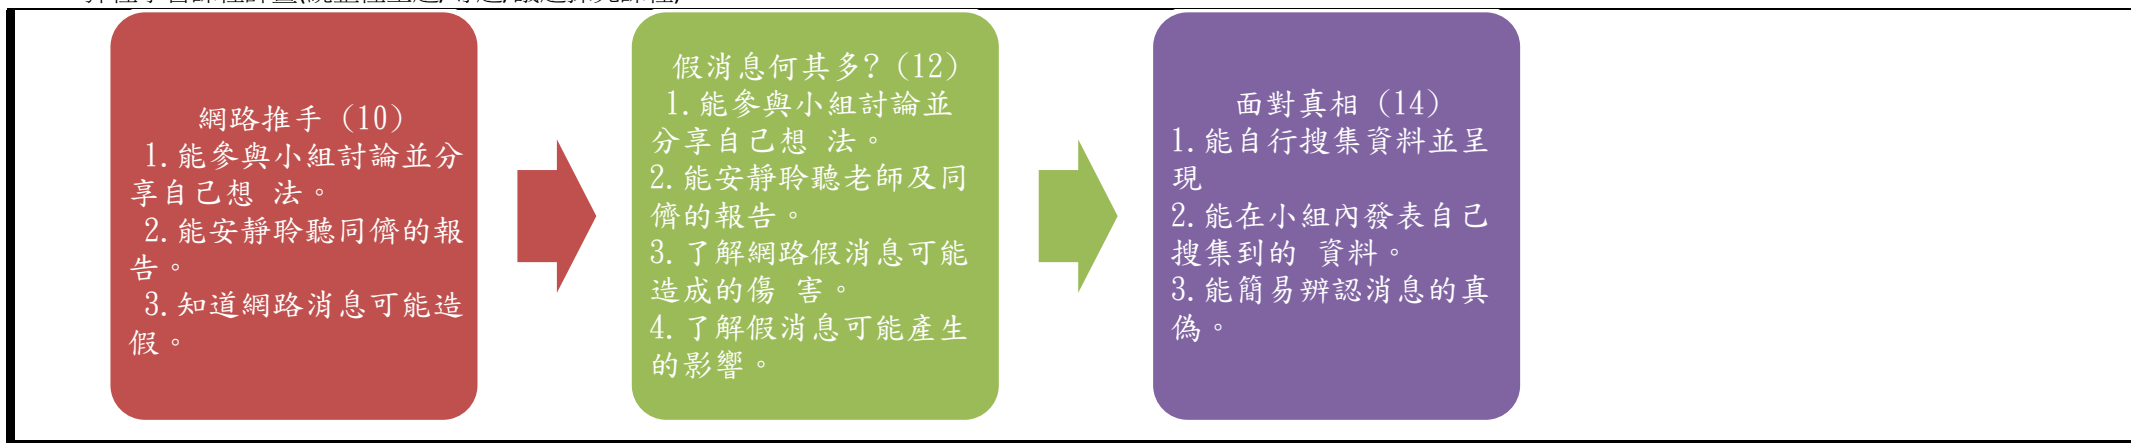 網路推手 (10)
1.能參與小組討論並分
享自己想 法。
2.能安靜聆聽同儕的報
告。
3.知道網路消息可能造
假。
假消息何其多? (12)
1.能參與小組討論並
分享自己想 法。
2.能安靜聆聽老師及同
儕的報告。
3.了解網路假消息可能
造成的傷 害。
4.了解假消息可能產生
的影響。
面對真相 (14)
1.能自行搜集資料並呈
現
2.能在小組內發表自己
搜集到的 資料。
3.能簡易辨認消息的真
偽。